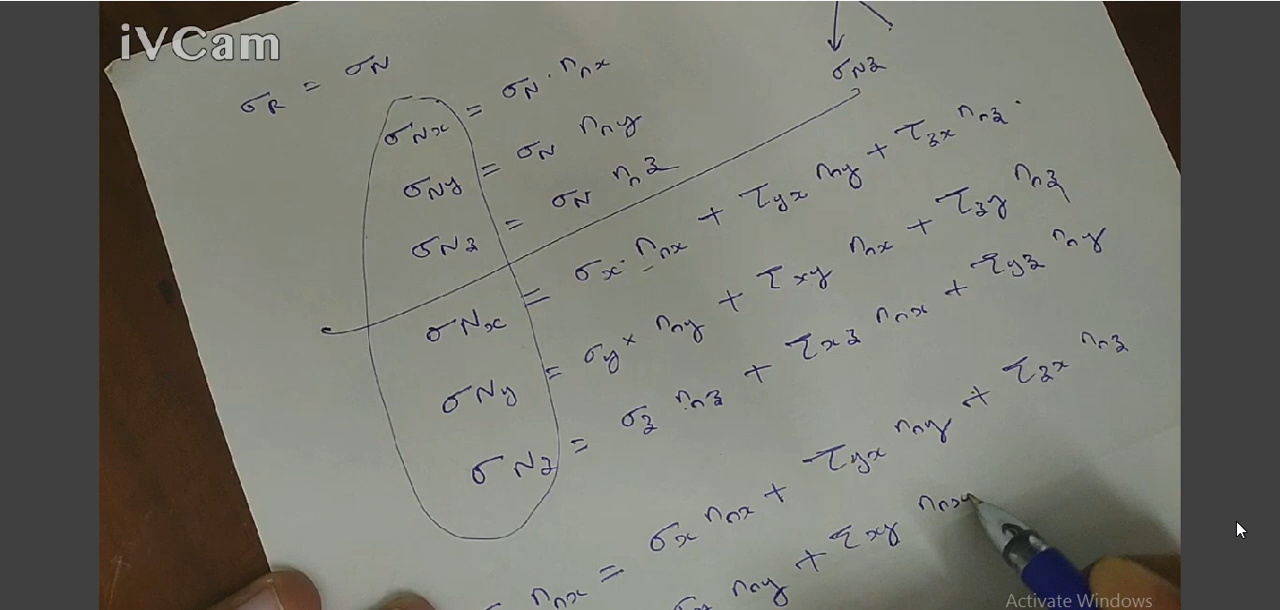 iVCam
σNz
σR = σN
σNx = σN · nnx
σNy = σN nny
σNz = σN nnz
σNx = σx · nnx + τyx nny + τzx nnz
σNy = σy × nny + τxy nnx + τzy nnz
σNz = σz nnz + τxz nnx + τyz nny
nnx = σx nnx + τyx nny + τzx nnz
nny + τxy
Activate Windows